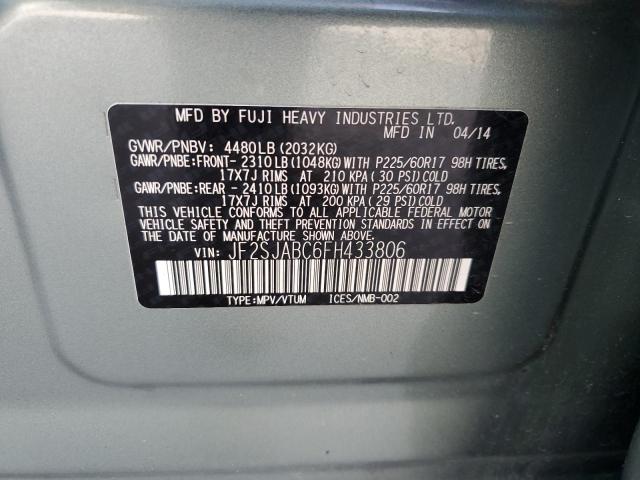 MFD BY FUJI HEAVY INDUSTRIES LTD.
MFD IN 04/14
GVWR/PNBV: 4480LB(2032KG)
GAWR/PNBE:FRONT- 2310LB(1048KG)WITH P225/60R17 98H TIRES,
17X7J RIMS AT 210 KPA(30 PSI)COLD
GAWR/PNBE:REAR - 2410LB(1093KG)WITH P225/60R17 98H TIRES,
17X7J RIMS AT 200 KPA(29 PSI)COLD
THIS VEHICLE CONFORMS TO ALL APPLICABLE FEDERAL MOTOR
VEHICLE SAFETY AND THEFT PREVENTION STANDARDS IN EFFECT
ON THE DATE OF MANUFACTURE SHOWN ABOVE.
VIN: JF2SJABC6FH433806
TYPE:MPV/VTUM ICES/NMB-002